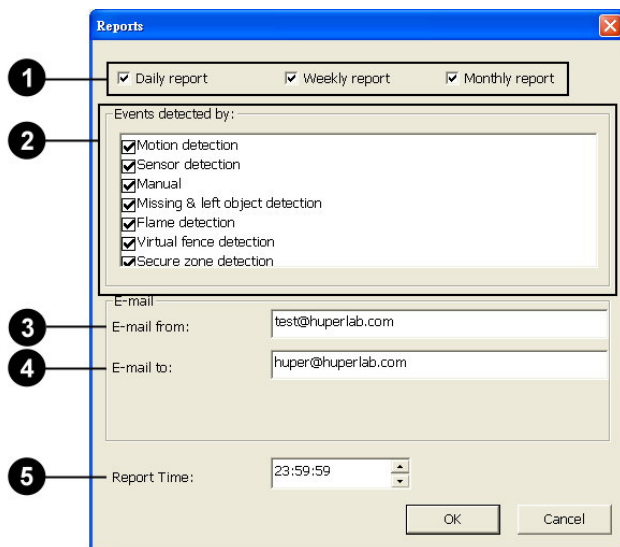 Reports
1 Daily report Weekly report Monthly report
2 Events detected by:
Motion detection
Sensor detection
Manual
Missing & left object detection
Flame detection
Virtual fence detection
Secure zone detection
E-mail
3 E-mail from: test@huperlab.com
4 E-mail to: huper@huperlab.com
5 Report Time: 23:59:59
OK Cancel